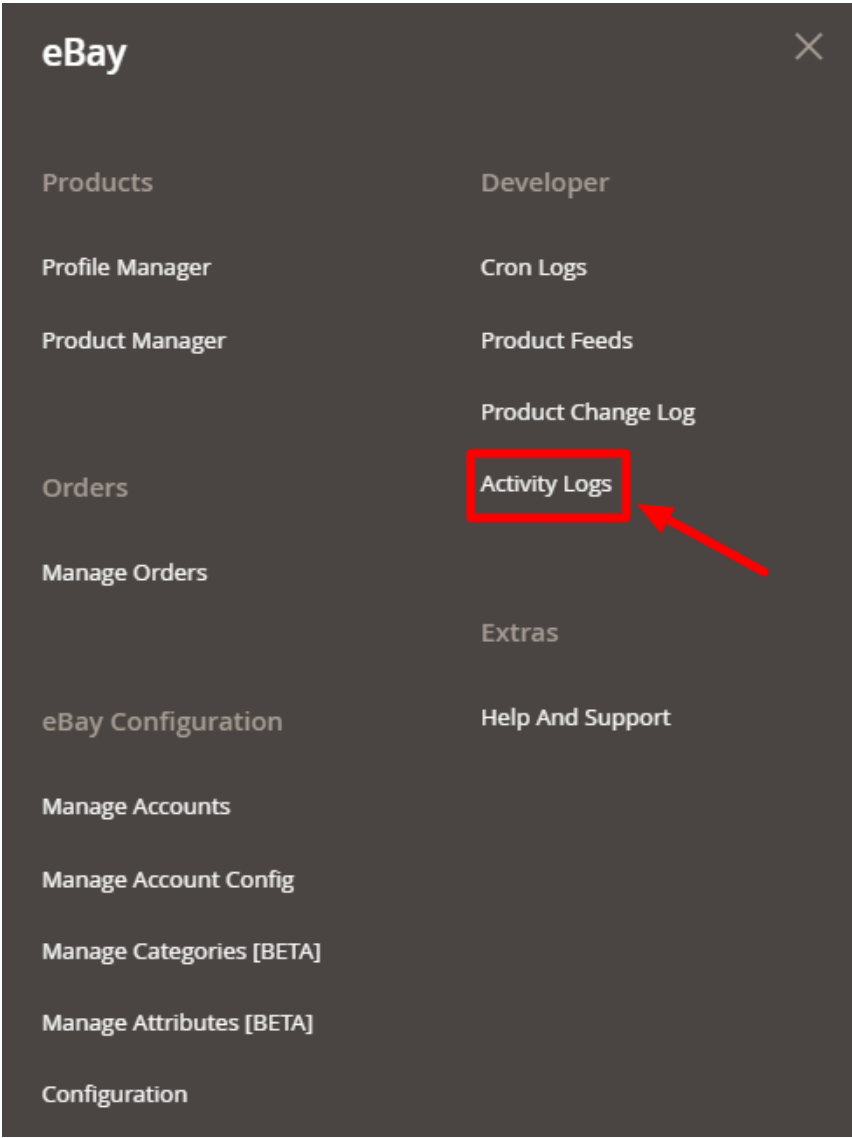 eBay
Products
Profile Manager
Product Manager
Orders
Manage Orders
eBay Configuration
Manage Accounts
Manage Account Config
Manage Categories [BETA]
Manage Attributes [BETA]
Configuration
Developer
Cron Logs
Product Feeds
Product Change Log
Activity Logs
Extras
Help And Support